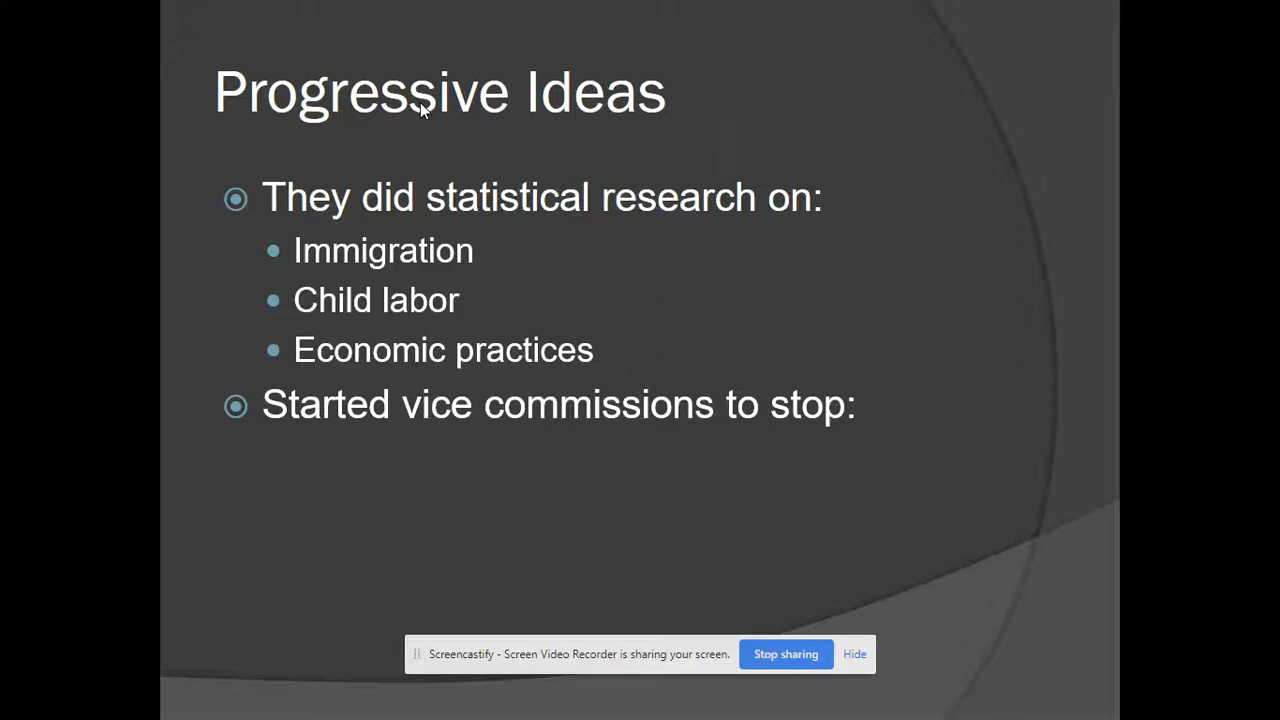 Progressive Ideas
They did statistical research on:
Immigration
Child labor
Economic practices
Started vice commissions to stop:
Screencastify - Screen Video Recorder is sharing your screen. Stop sharing Hide